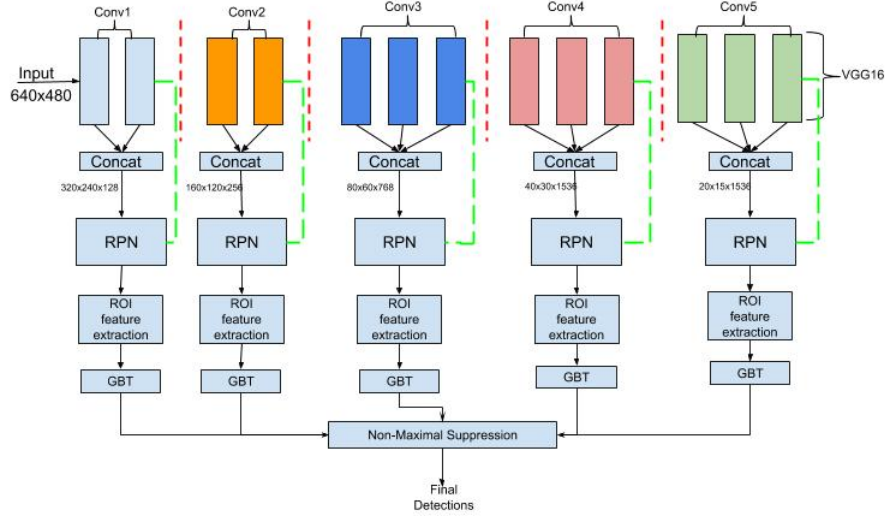 Conv1
Conv2
Conv3
Conv4
Conv5
Input
640x480
VGG16
Concat
Concat
Concat
Concat
Concat
320x240x128
160x120x256
80x60x768
40x30x1536
20x15x1536
RPN
RPN
RPN
RPN
RPN
ROI
feature
extraction
ROI
feature
extraction
ROI
feature
extraction
ROI
feature
extraction
ROI
feature
extraction
GBT
GBT
GBT
GBT
GBT
Non-Maximal Suppression
Final
Detections